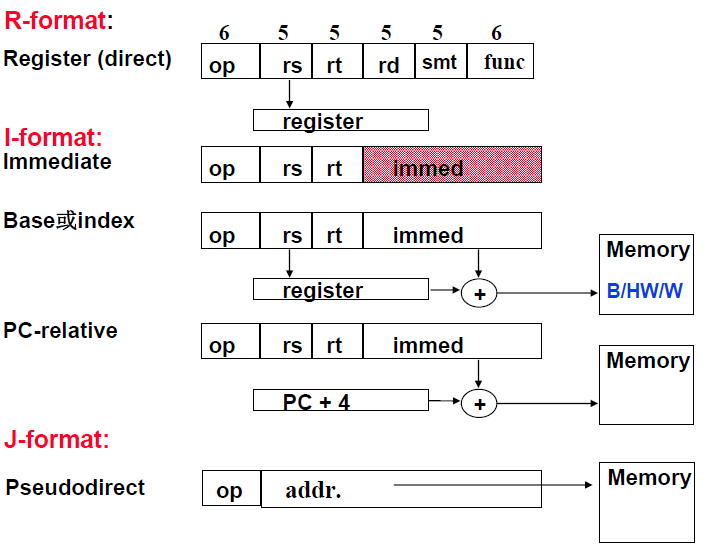 R-format:
6 5 5 5 5 6
Register (direct) op rs rt rd smt func
register
I-format:
Immediate op rs rt immed
Base或index op rs rt immed
Memory
register + B/HW/W
PC-relative op rs rt immed
Memory
PC + 4 +
J-format:
Pseudodirect op addr. Memory